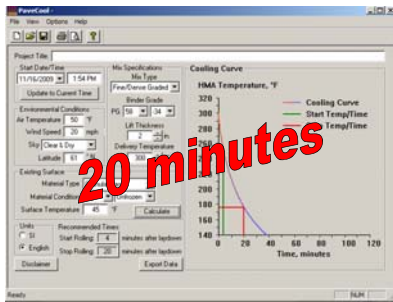 PaveCool -
File View Options Help
Project Title:
Start Date/Time
11/16/2009 1:54 PM
Update to Current Time
Environmental Conditions
Air Temperature 50 °F
Wind Speed 20 mph
Sky Clear & Dry
Latitude 61
Existing Surface
Material Type
Material Condition Unfrozen
Surface Temperature 45 °F
Calculate
Units
SI
English
Recommended Times
Start Rolling: 4 minutes after laydown
Stop Rolling: 20 minutes after laydown
Disclaimer
Export Data
Mix Specifications
Mix Type
Fine/Dense Graded
Binder Grade
PG 58 - 34
Lift Thickness
2 in
Delivery Temperature
300
20 minutes
Cooling Curve
HMA Temperature, °F
320
300
280
260
240
220
200
180
160
140
0 20 40 60 80 100 120
Time, minutes
Cooling Curve
Start Temp/Time
Stop Temp/Time
Ready
NUM